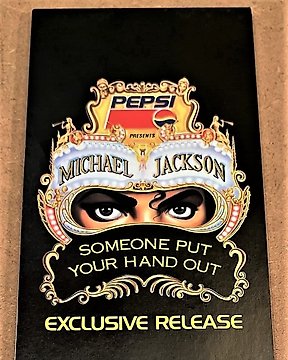 PEPSI
PRESENTS
MICHAEL JACKSON
SOMEONE PUT
YOUR HAND OUT
EXCLUSIVE RELEASE